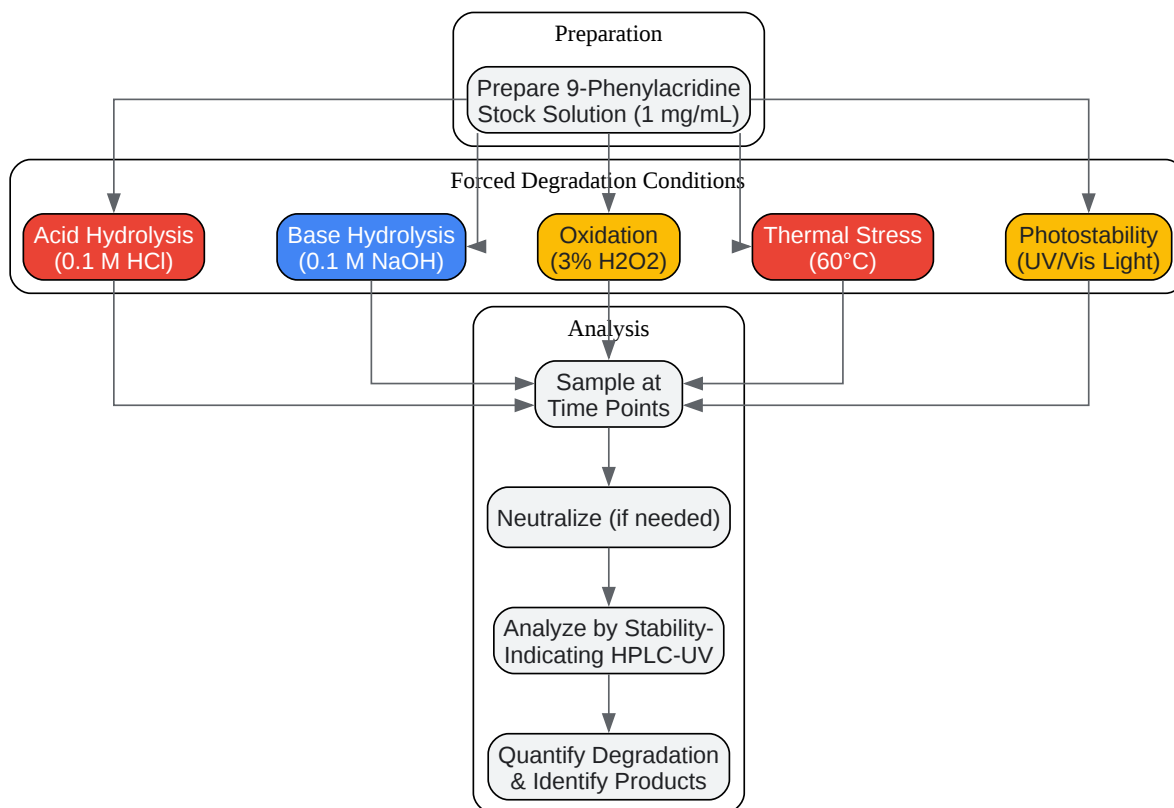 Preparation
Prepare 9-Phenylacridine
Stock Solution (1 mg/mL)
Forced Degradation Conditions
Acid Hydrolysis
(0.1 M HCl)
Base Hydrolysis
(0.1 M NaOH)
Oxidation
(3% H2O2)
Thermal Stress
(60°C)
Photostability
(UV/Vis Light)
Analysis
Sample at
Time Points
Neutralize (if needed)
Analyze by Stability-
Indicating HPLC-UV
Quantify Degradation
& Identify Products